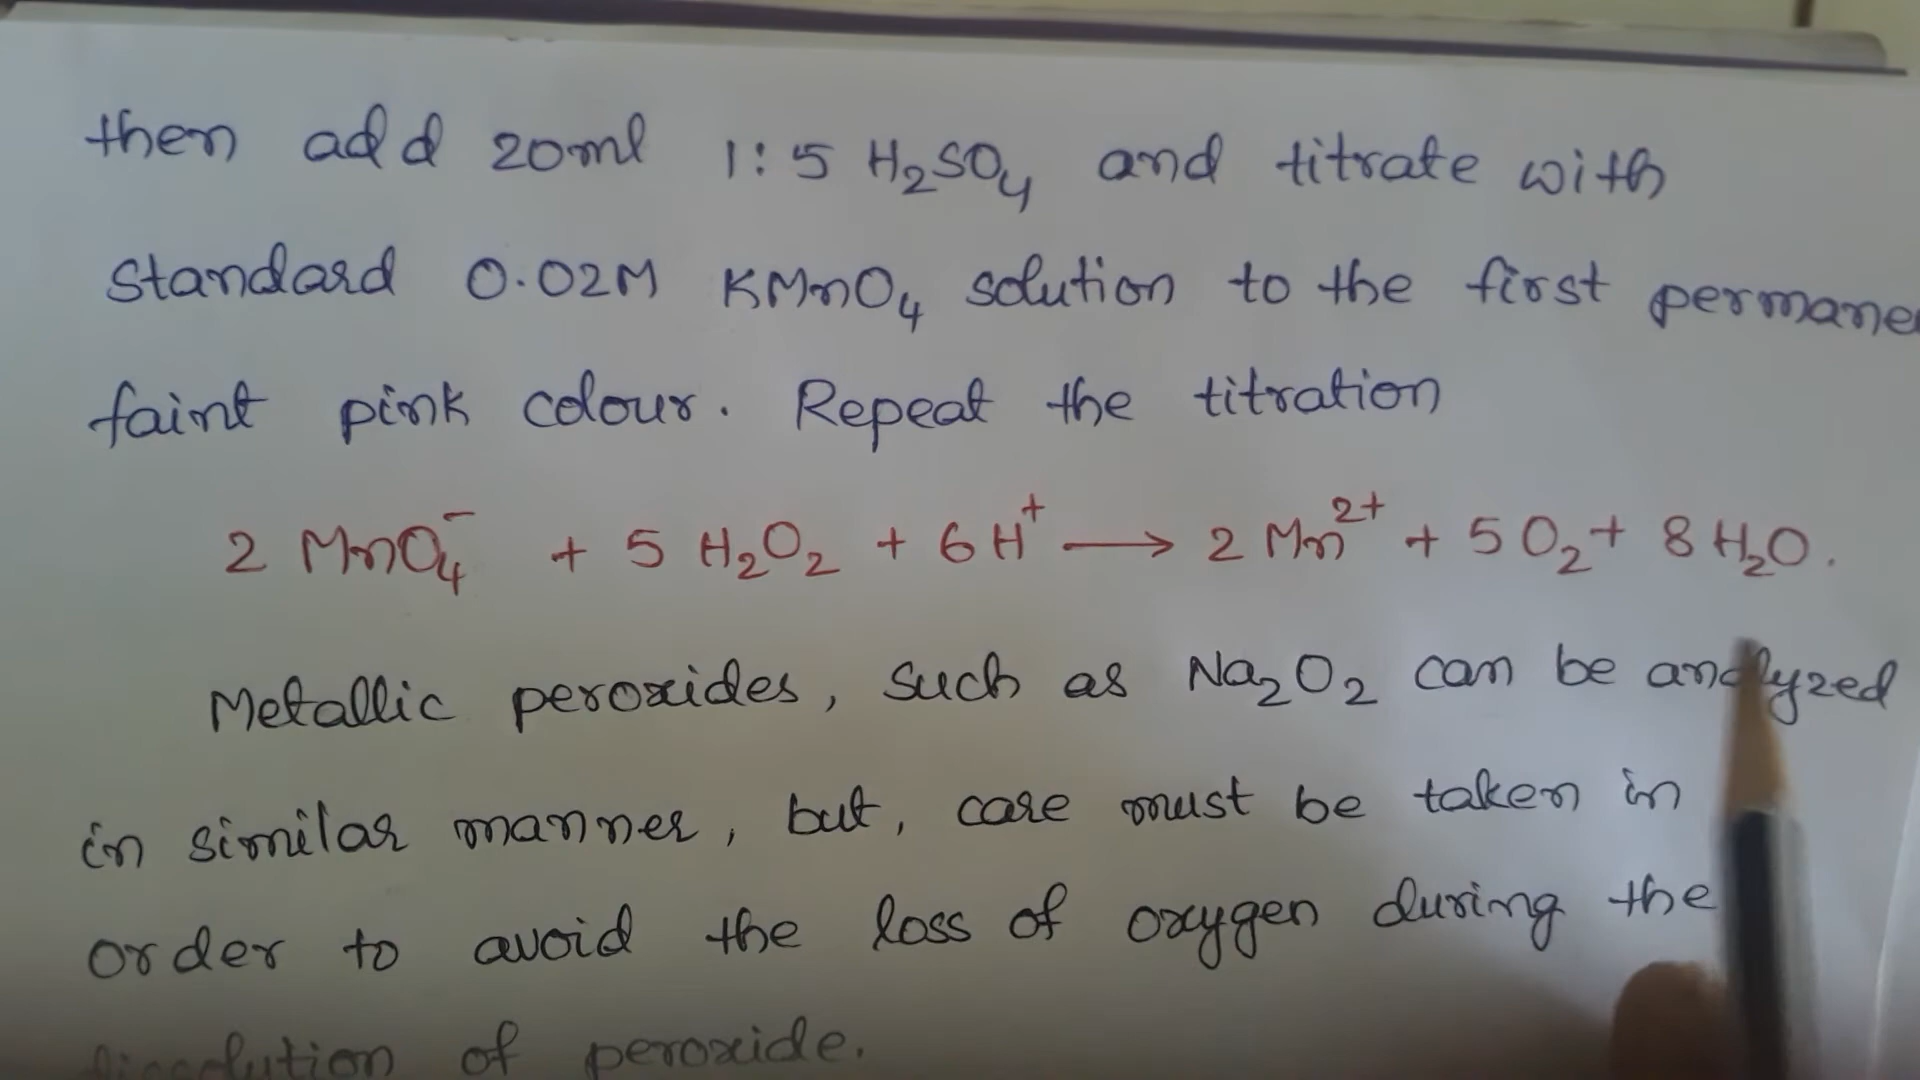 then add 20ml 1:5 H₂SO₄ and titrate with
standard 0.02M KMnO₄ solution to the first permane
faint pink colour. Repeat the titration
2 MnO₄⁻ + 5 H₂O₂ + 6 H⁺ ⟶ 2 Mn²⁺ + 5 O₂ + 8 H₂O.
Metallic peroxides, such as Na₂O₂ can be analyzed
in similar manner, but, care must be taken in
order to avoid the loss of oxygen during the
dissolution of peroxide.